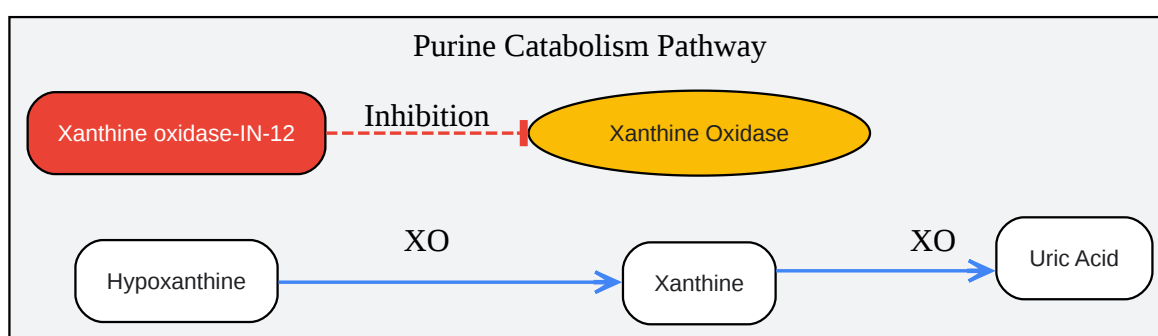 Purine Catabolism Pathway
Xanthine oxidase-IN-12
Inhibition
Xanthine Oxidase
Hypoxanthine
XO
Xanthine
XO
Uric Acid